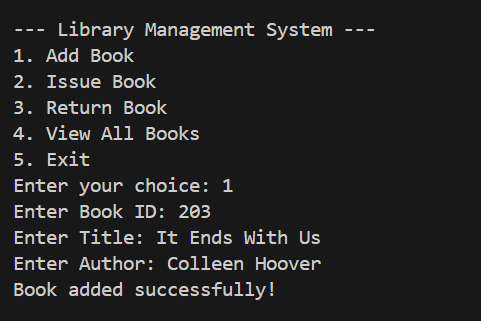 --- Library Management System ---
1. Add Book
2. Issue Book
3. Return Book
4. View All Books
5. Exit
Enter your choice: 1
Enter Book ID: 203
Enter Title: It Ends With Us
Enter Author: Colleen Hoover
Book added successfully!